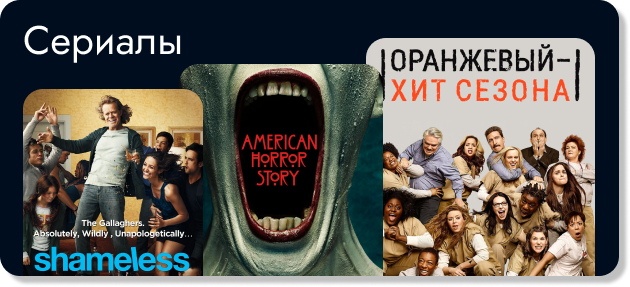 Сериалы
ОРАНЖЕВЫЙ–
ХИТ СЕЗОНА
AMERICAN
HORROR
STORY
The Gallaghers.
Absolutely, Wildly , Unapologetically...
shameless